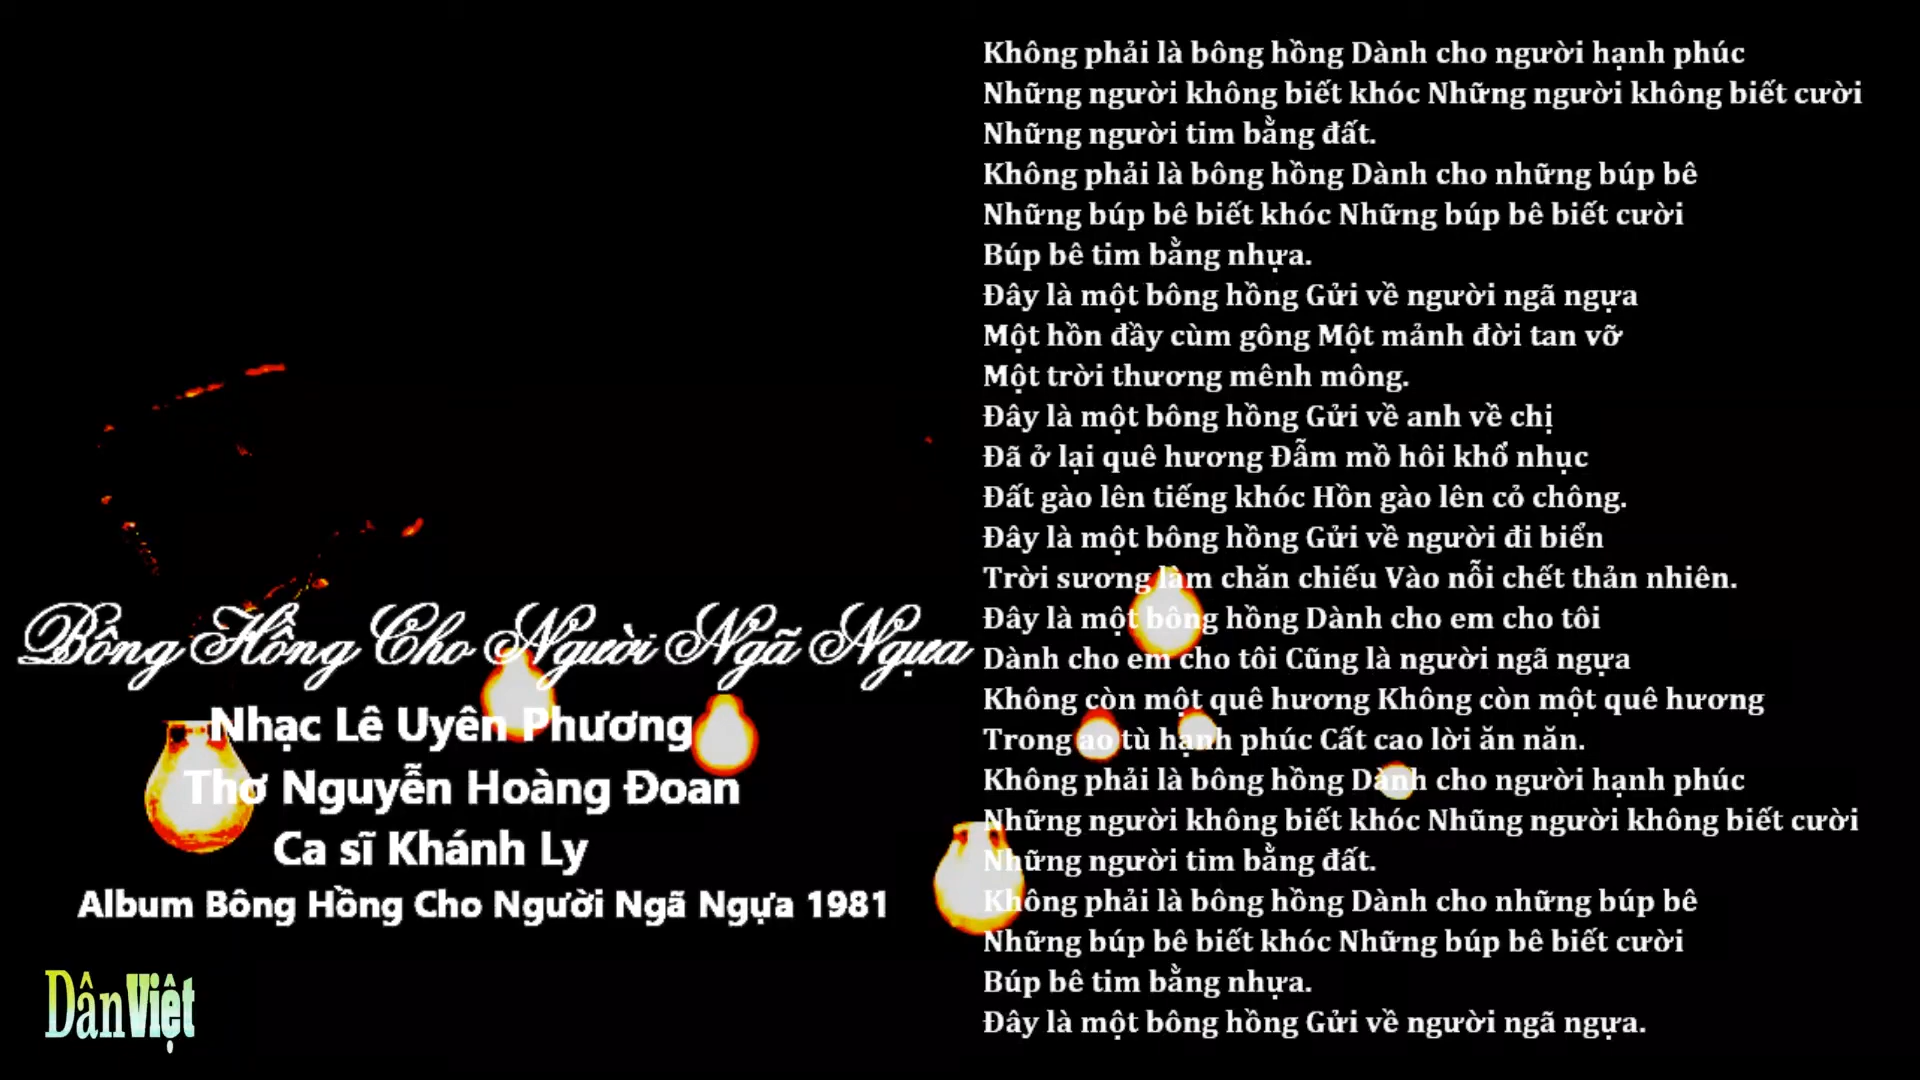 Không phải là bông hồng Dành cho người hạnh phúc
Những người không biết khóc Những người không biết cười
Những người tim bằng đất.
Không phải là bông hồng Dành cho những búp bê
Những búp bê biết khóc Những búp bê biết cười
Búp bê tim bằng nhựa.
Đây là một bông hồng Gửi về người ngã ngựa
Một hồn đầy cùm gông Một mảnh đời tan vỡ
Một trời thương mênh mông.
Đây là một bông hồng Gửi về anh về chị
Đã ở lại quê hương Đẫm mồ hôi khổ nhục
Đất gào lên tiếng khóc Hồn gào lên cỏ chông.
Đây là một bông hồng Gửi về người đi biển
Trời sương làm chăn chiếu Vào nỗi chết thản nhiên.
Đây là một bông hồng Dành cho em cho tôi
Dành cho em cho tôi Cũng là người ngã ngựa
Không còn một quê hương Không còn một quê hương
Trong ao tù hạnh phúc Cất cao lời ăn năn.
Không phải là bông hồng Dành cho người hạnh phúc
Những người không biết khóc Nhũng người không biết cười
Những người tim bằng đất.
Không phải là bông hồng Dành cho những búp bê
Những búp bê biết khóc Những búp bê biết cười
Búp bê tim bằng nhựa.
Đây là một bông hồng Gửi về người ngã ngựa.
Bông Hồng Cho Người Ngã Ngựa
Nhạc Lê Uyên Phương
Thơ Nguyễn Hoàng Đoan
Ca sĩ Khánh Ly
Album Bông Hồng Cho Người Ngã Ngựa 1981
DânViệt